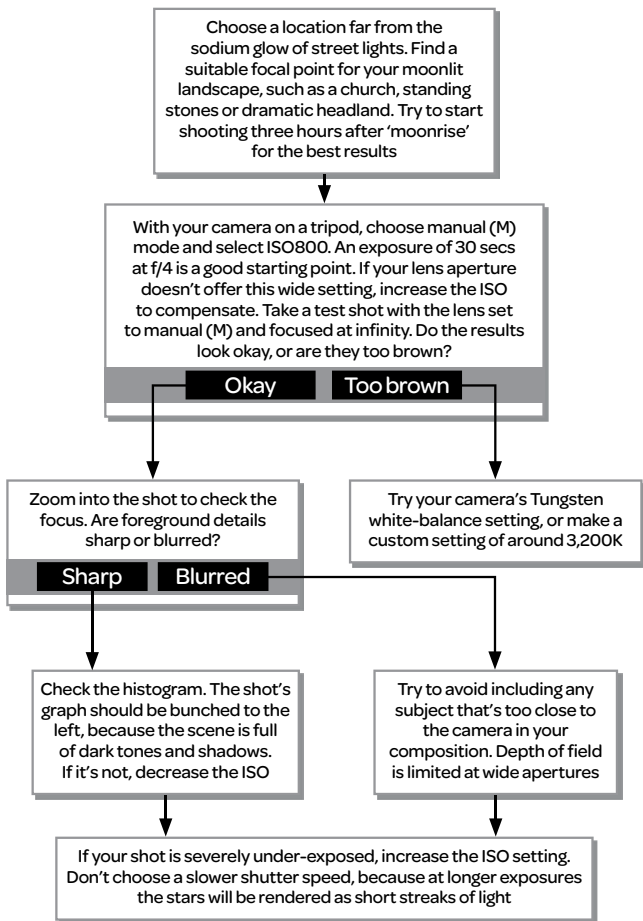 Choose a location far from the
sodium glow of street lights. Find a
suitable focal point for your moonlit
landscape, such as a church, standing
stones or dramatic headland. Try to start
shooting three hours after ‘moonrise’
for the best results
With your camera on a tripod, choose manual (M)
mode and select ISO800. An exposure of 30 secs
at f/4 is a good starting point. If your lens aperture
doesn’t offer this wide setting, increase the ISO
to compensate. Take a test shot with the lens set
to manual (M) and focused at infinity. Do the results
look okay, or are they too brown?
Okay
Too brown
Zoom into the shot to check the
focus. Are foreground details
sharp or blurred?
Sharp
Blurred
Try your camera’s Tungsten
white-balance setting, or make a
custom setting of around 3,200K
Check the histogram. The shot’s
graph should be bunched to the
left, because the scene is full
of dark tones and shadows.
If it’s not, decrease the ISO
Try to avoid including any
subject that’s too close to
the camera in your
composition. Depth of field
is limited at wide apertures
If your shot is severely under-exposed, increase the ISO setting.
Don’t choose a slower shutter speed, because at longer exposures
the stars will be rendered as short streaks of light